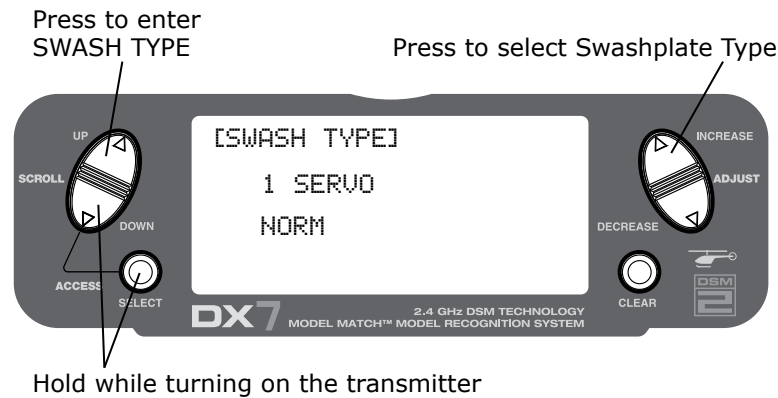 Press to enter
SWASH TYPE
Press to select Swashplate Type
UP
SCROLL
DOWN
ACCESS
SELECT
[SWASH TYPE]
1 SERVO
NORM
INCREASE
ADJUST
DECREASE
CLEAR
DSM
2
DX7
2.4 GHz DSM TECHNOLOGY
MODEL MATCH™ MODEL RECOGNITION SYSTEM
Hold while turning on the transmitter